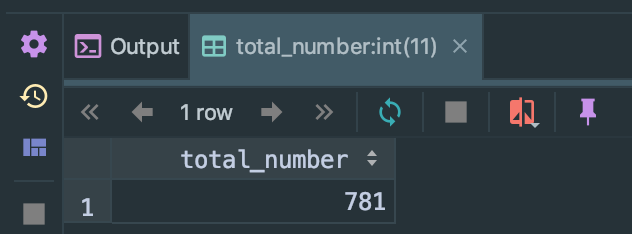 Output
total_number:int(11)
1 row
total_number
1
781